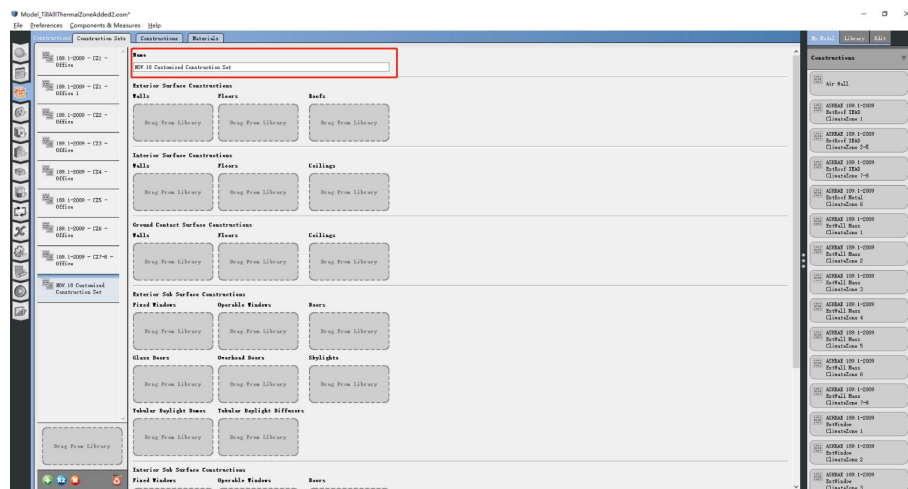 Model_TillAllThermalZoneAdded2.osm*
File Preferences Components & Measures Help
Constructions Construction Sets Constructions Materials
My Model Library Edit
189.1-2009 - CZ1 -
Office
189.1-2009 - CZ1 -
Office 1
189.1-2009 - CZ2 -
Office
189.1-2009 - CZ3 -
Office
189.1-2009 - CZ4 -
Office
189.1-2009 - CZ5 -
Office
189.1-2009 - CZ6 -
Office
189.1-2009 - CZ7-8 -
Office
NOV.18 Customized
Construction Set
Drag From Library
Name
NOV.18 Customized Construction Set
Exterior Surface Constructions
Walls Floors Roofs
Drag From Library Drag From Library Drag From Library
Interior Surface Constructions
Walls Floors Ceilings
Drag From Library Drag From Library Drag From Library
Ground Contact Surface Constructions
Walls Floors Ceilings
Drag From Library Drag From Library Drag From Library
Exterior Sub Surface Constructions
Fixed Windows Operable Windows Doors
Drag From Library Drag From Library Drag From Library
Glass Doors Overhead Doors Skylights
Drag From Library Drag From Library Drag From Library
Tubular Daylight Domes Tubular Daylight Diffusers
Drag From Library Drag From Library
Interior Sub Surface Constructions
Fixed Windows Operable Windows Doors
Constructions
Air Wall
ASHRAE 189.1-2009
ExtRoof IEAD
ClimateZone 1
ASHRAE 189.1-2009
ExtRoof IEAD
ClimateZone 2-5
ASHRAE 189.1-2009
ExtRoof IEAD
ClimateZone 7-8
ASHRAE 189.1-2009
ExtRoof Metal
ClimateZone 6
ASHRAE 189.1-2009
ExtWall Mass
ClimateZone 1
ASHRAE 189.1-2009
ExtWall Mass
ClimateZone 2
ASHRAE 189.1-2009
ExtWall Mass
ClimateZone 3
ASHRAE 189.1-2009
ExtWall Mass
ClimateZone 4
ASHRAE 189.1-2009
ExtWall Mass
ClimateZone 5
ASHRAE 189.1-2009
ExtWall Mass
ClimateZone 6
ASHRAE 189.1-2009
ExtWall Mass
ClimateZone 7-8
ASHRAE 189.1-2009
ExtWindow
ClimateZone 1
ASHRAE 189.1-2009
ExtWindow
ClimateZone 2
ASHRAE 189.1-2009
ExtWindow
ClimateZone 3